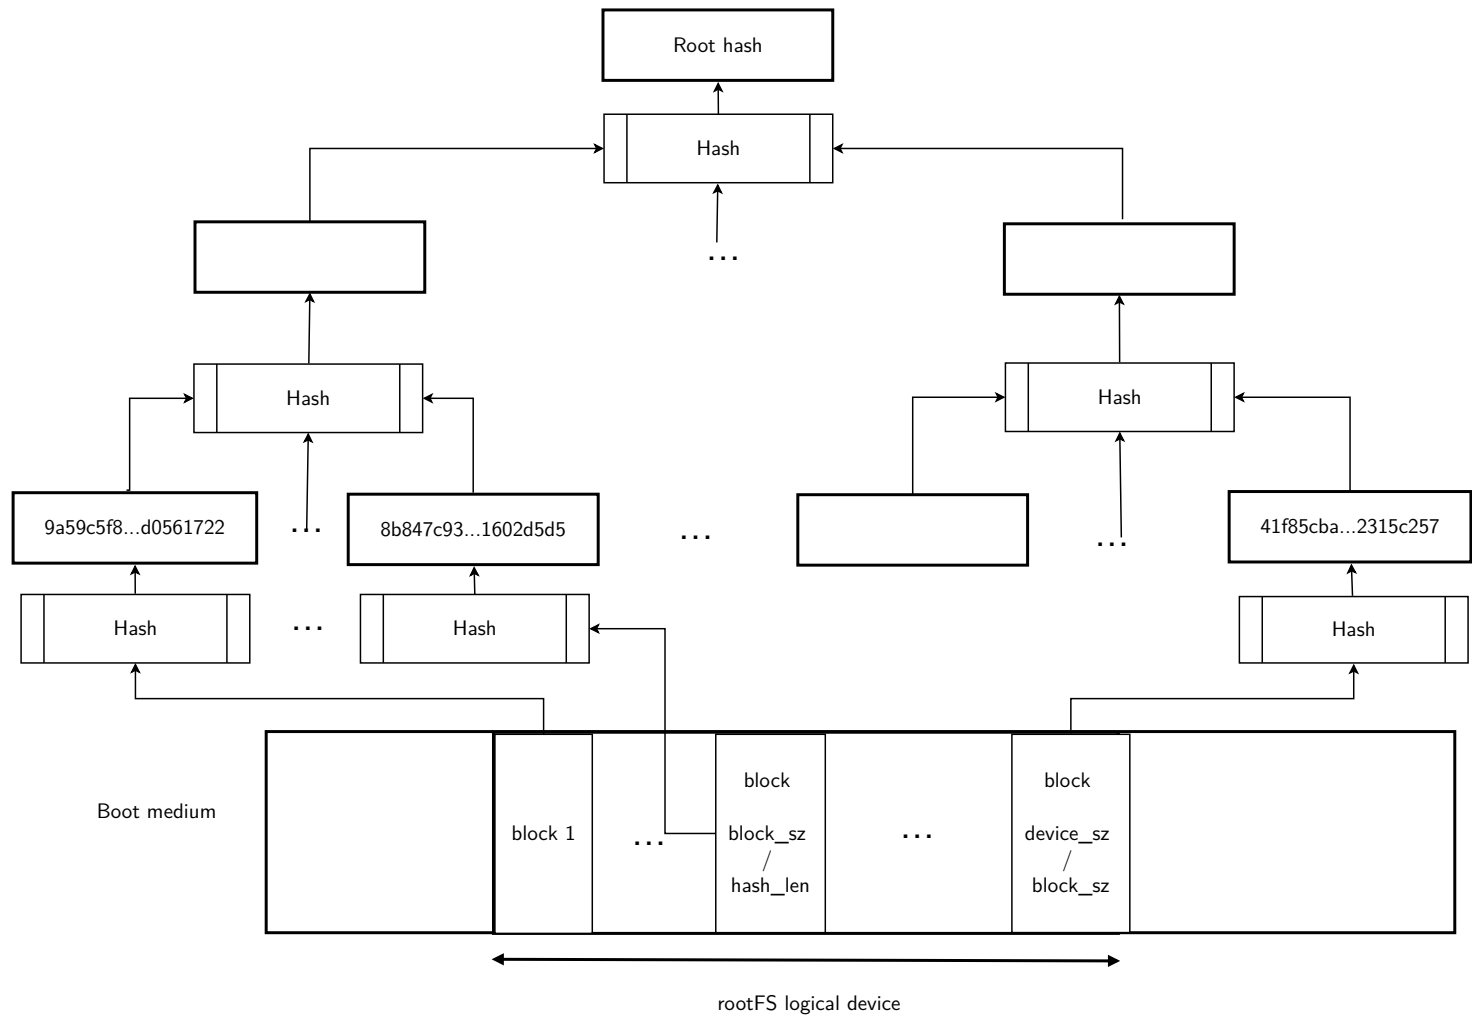 Root hash
Hash
...
Hash
Hash
9a59c5f8...d0561722
...
8b847c93...1602d5d5
...
...
41f85cba...2315c257
Hash
...
Hash
Hash
Boot medium
block 1
...
block
block_sz
/
hash_len
...
block
device_sz
/
block_sz
rootFS logical device